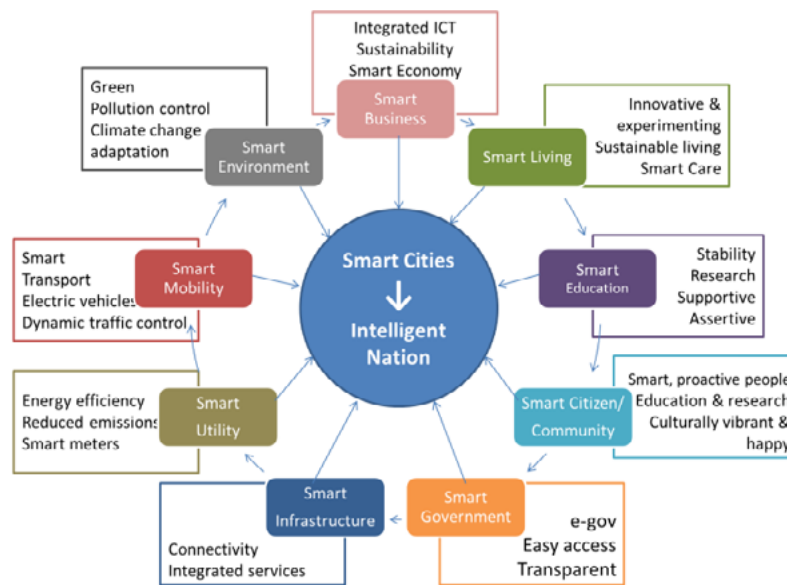 Integrated ICT
Sustainability
Smart Economy
Smart
Business
Innovative &
experimenting
Sustainable living
Smart Care
Smart Living
Stability
Research
Supportive
Assertive
Smart
Education
Smart, proactive people
Education & research
Culturally vibrant &
happy
Smart Citizen/
Community
e-gov
Easy access
Transparent
Smart
Government
Connectivity
Integrated services
Smart
Infrastructure
Energy efficiency
Reduced emissions
Smart meters
Smart
Utility
Smart
Transport
Electric vehicles
Dynamic traffic control
Smart
Mobility
Green
Pollution control
Climate change
adaptation
Smart
Environment
Smart Cities
Intelligent
Nation